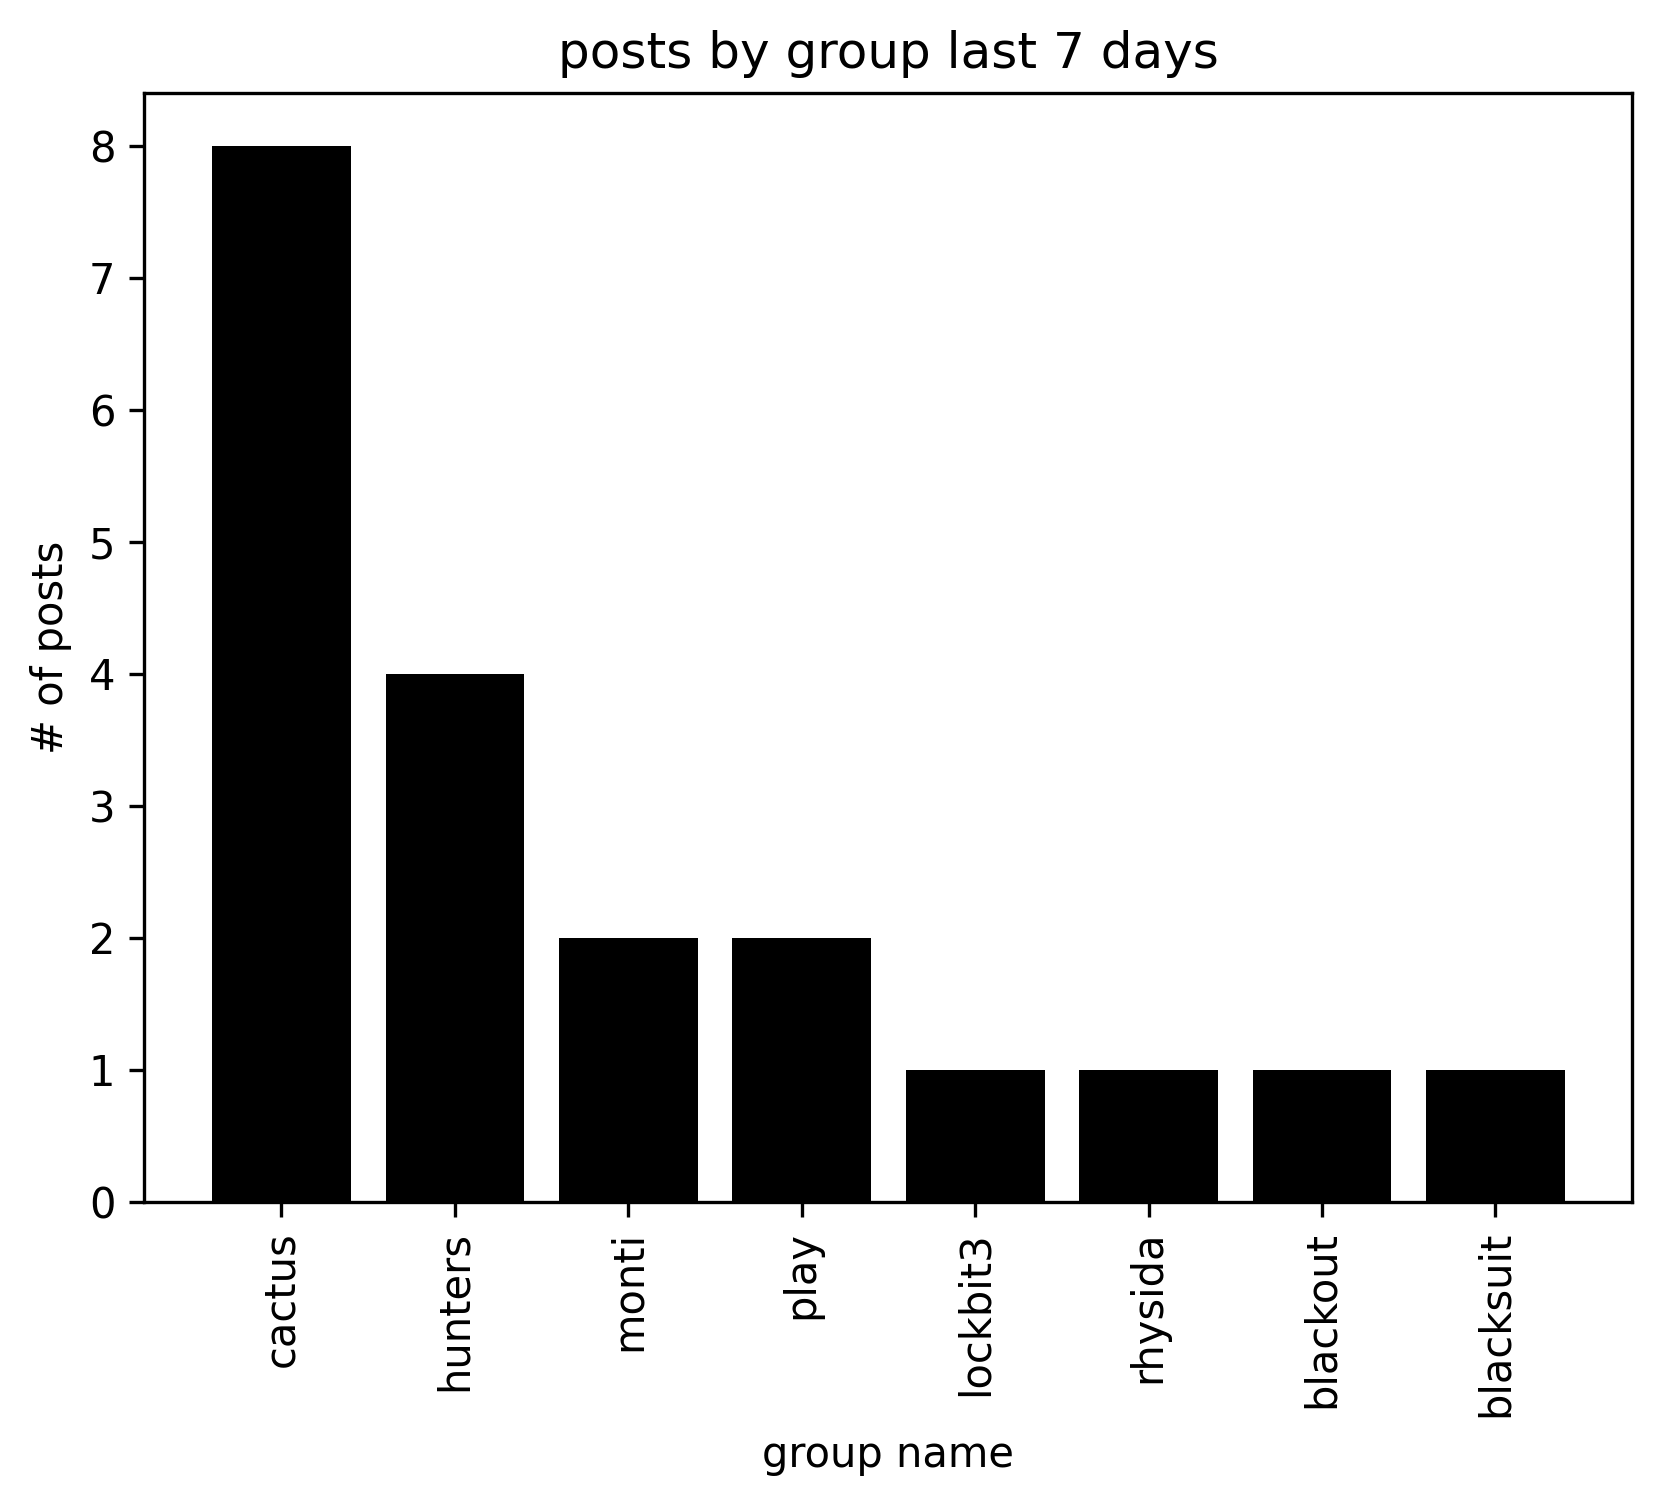 posts by group last 7 days
# of posts
8
7
6
5
4
3
2
1
0
cactus
hunters
monti
play
lockbit3
rhysida
blackout
blacksuit
group name